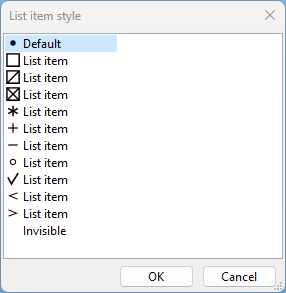 List item style
• Default
☐ List item
⧄ List item
☒ List item
* List item
+ List item
− List item
○ List item
✓ List item
< List item
> List item
Invisible
OK Cancel